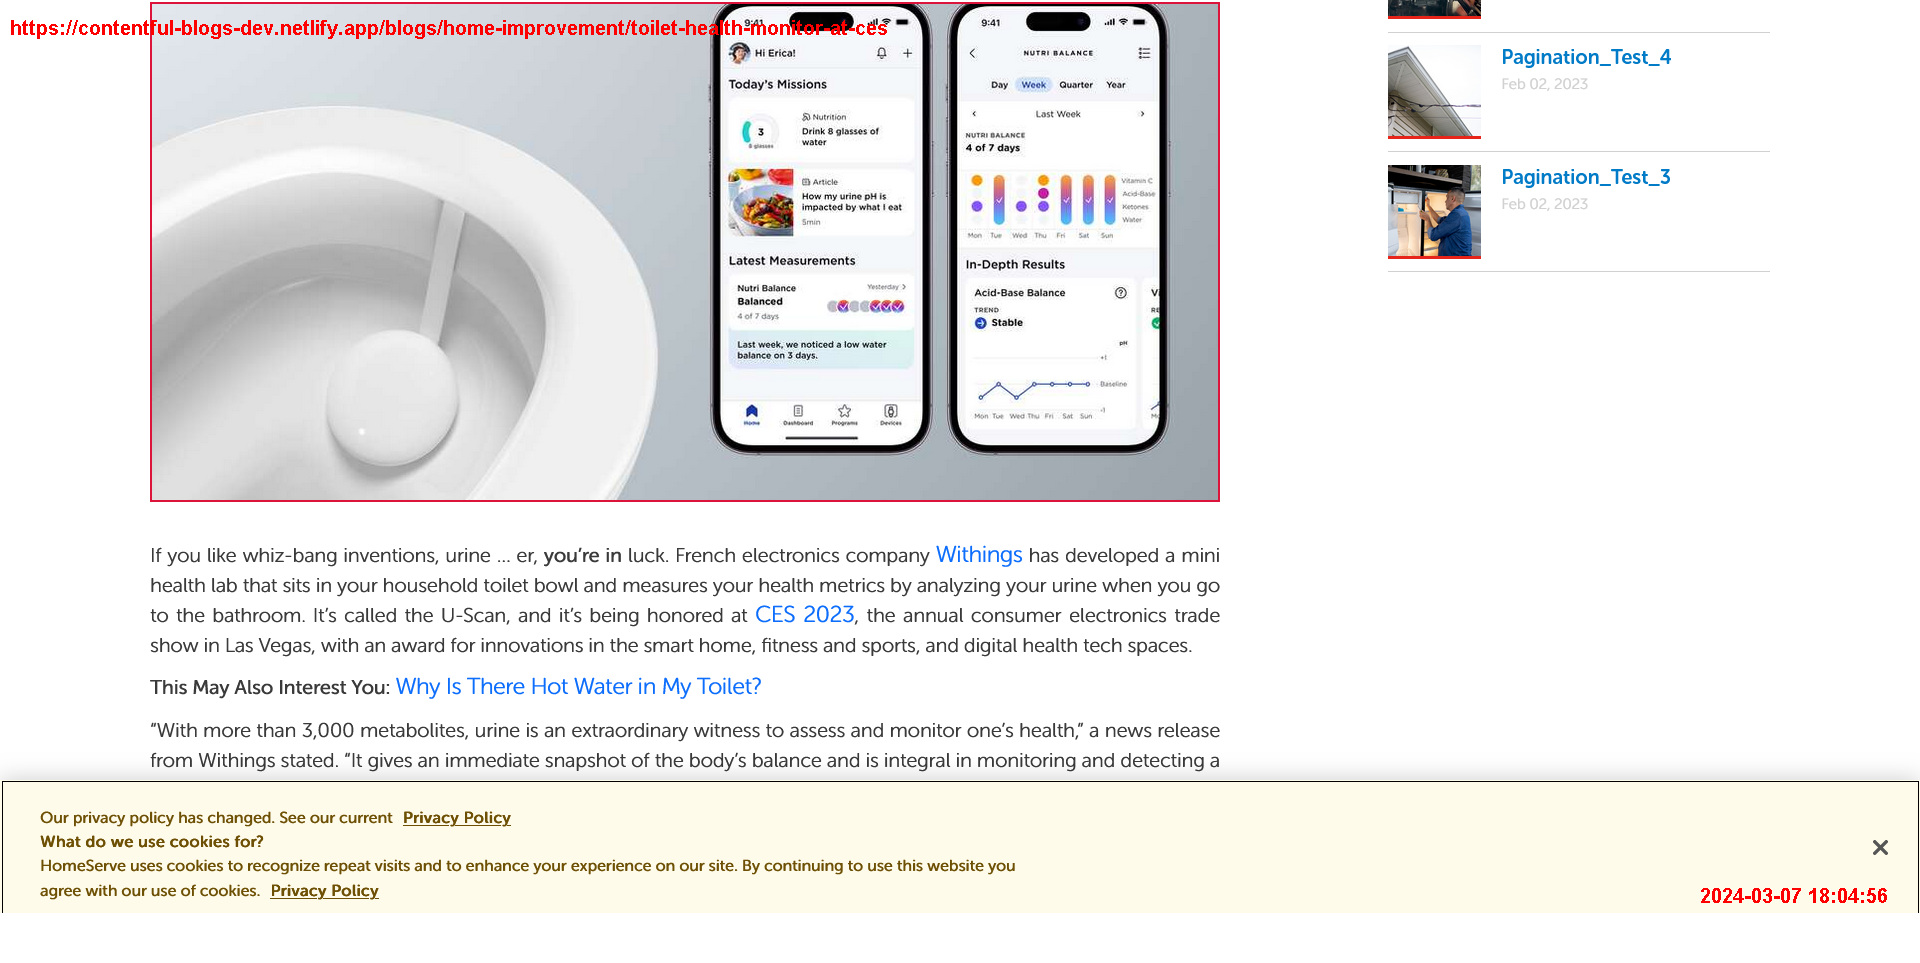 https://contentful-blogs-dev.netlify.app/blogs/home-improvement/toilet-health-monitor-at-ces
9:41
Hi Erica!
Today's Missions
3
8 glasses
Nutrition
Drink 8 glasses of
water
Article
How my urine pH is
impacted by what I eat
5min
Latest Measurements
Nutri Balance
Yesterday >
Balanced
4 of 7 days
Last week, we noticed a low water
balance on 3 days.
Home Dashboard Programs Devices
9:41
NUTRI BALANCE
Day Week Quarter Year
Last Week
NUTRI BALANCE
4 of 7 days
Vitamin C
Acid-Base
Ketones
Water
Mon Tue Wed Thu Fri Sat Sun
In-Depth Results
Acid-Base Balance
TREND
Stable
pH
+1
Baseline
-1
Mon Tue Wed Thu Fri Sat Sun
Pagination_Test_4
Feb 02, 2023
Pagination_Test_3
Feb 02, 2023
If you like whiz-bang inventions, urine … er, you're in luck. French electronics company Withings has developed a mini
health lab that sits in your household toilet bowl and measures your health metrics by analyzing your urine when you go
to the bathroom. It's called the U-Scan, and it's being honored at CES 2023, the annual consumer electronics trade
show in Las Vegas, with an award for innovations in the smart home, fitness and sports, and digital health tech spaces.
This May Also Interest You: Why Is There Hot Water in My Toilet?
“With more than 3,000 metabolites, urine is an extraordinary witness to assess and monitor one's health,” a news release
from Withings stated. “It gives an immediate snapshot of the body's balance and is integral in monitoring and detecting a
Our privacy policy has changed. See our current Privacy Policy
What do we use cookies for?
HomeServe uses cookies to recognize repeat visits and to enhance your experience on our site. By continuing to use this website you
agree with our use of cookies. Privacy Policy
2024-03-07 18:04:56